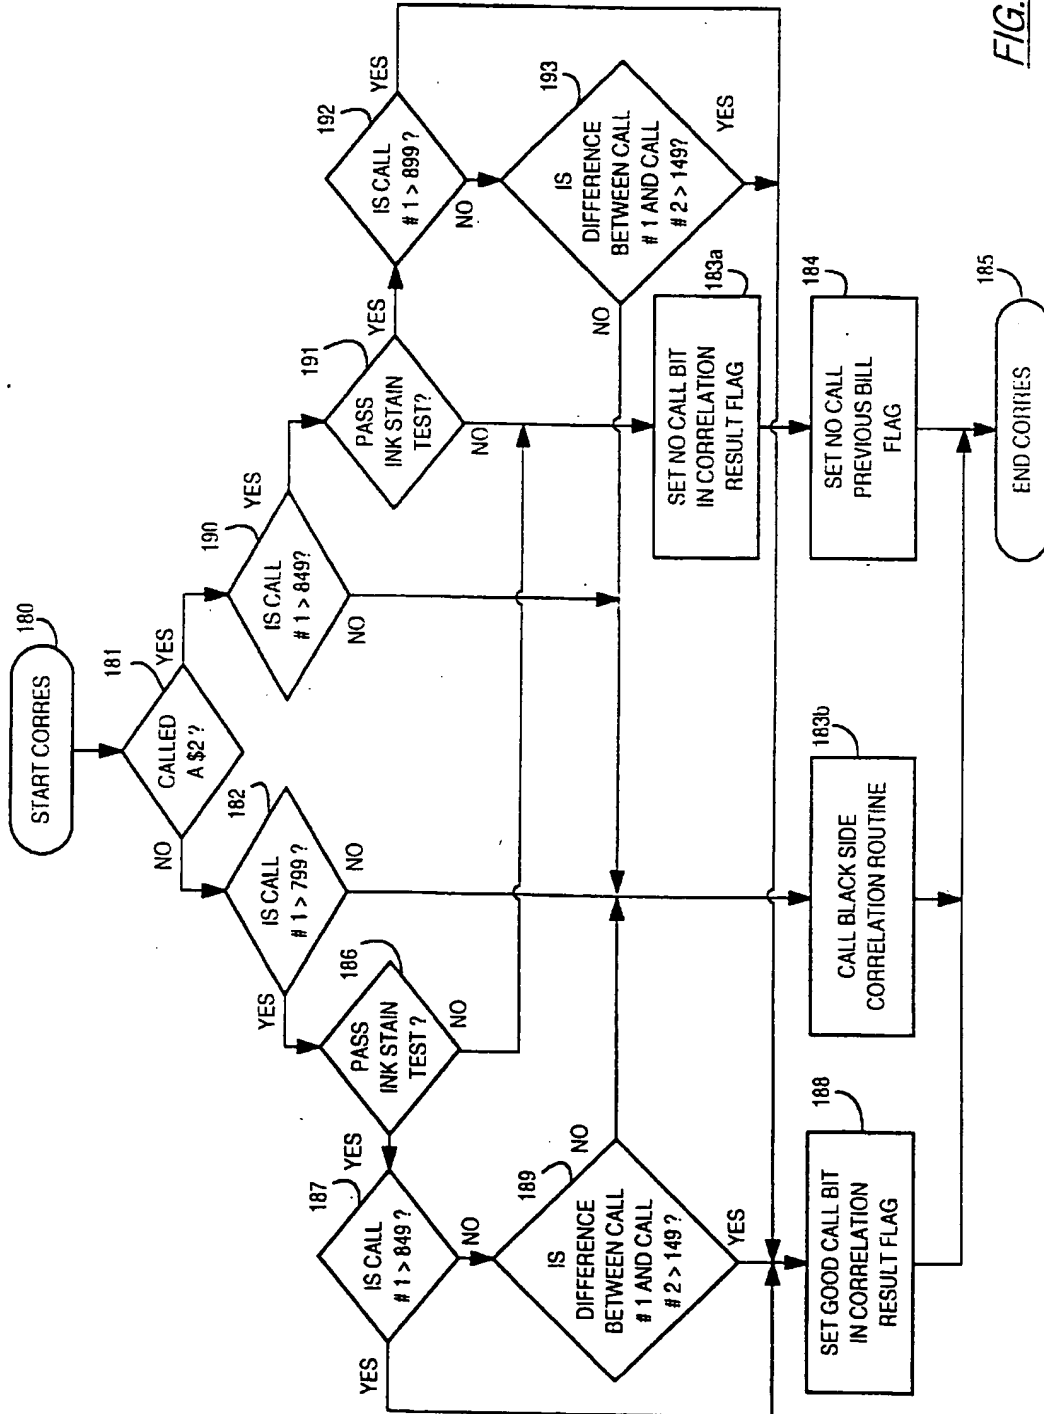 START CORRES
180
181
CALLED
A $2 ?
NO
YES
182
IS CALL
# 1 > 799 ?
YES
NO
190
IS CALL
# 1 > 849?
YES
NO
186
PASS
INK STAIN
TEST ?
YES
NO
191
PASS
INK STAIN
TEST?
YES
NO
187
IS CALL
# 1 > 849 ?
YES
NO
192
IS CALL
# 1 > 899 ?
YES
NO
189
IS
DIFFERENCE
BETWEEN CALL
# 1 AND CALL
# 2 > 149 ?
NO
YES
193
IS
DIFFERENCE
BETWEEN CALL
# 1 AND CALL
# 2 > 149?
NO
YES
183a
SET NO CALL BIT
IN CORRELATION
RESULT FLAG
188
SET GOOD CALL BIT
IN CORRELATION
RESULT FLAG
183b
CALL BLACK SIDE
CORRELATION ROUTINE
184
SET NO CALL
PREVIOUS BILL
FLAG
185
END CORRES
FIG.